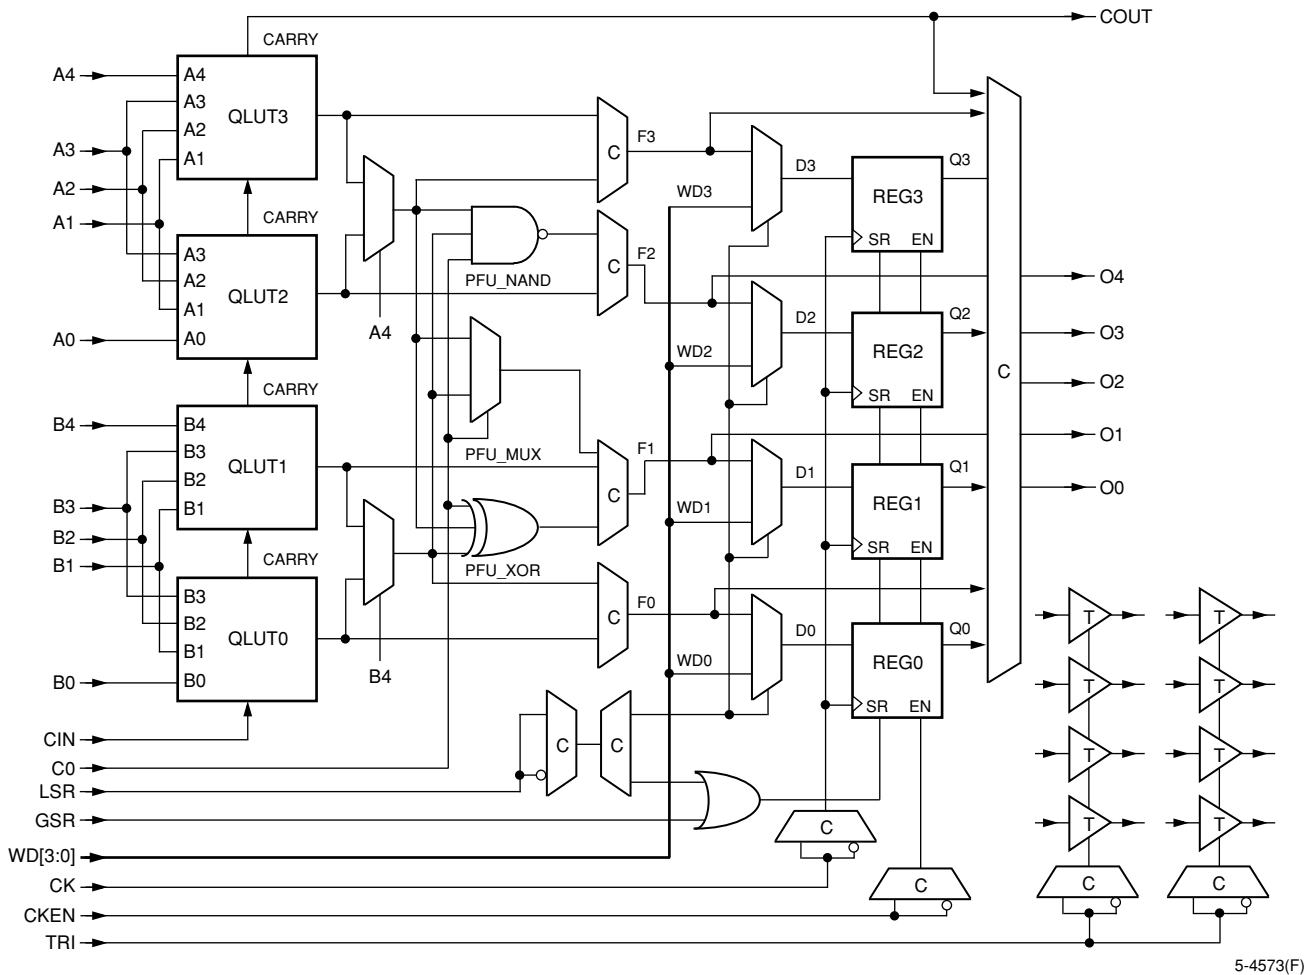 COUT
CARRY
A4 A4
A3
QLUT3
A2
F3
A3 A1 C Q3
D3
A2 WD3 REG3
A1 CARRY
SR EN
A3 F2
A2 C O4
QLUT2 PFU_NAND
A1 Q2
D2
A0 A0 A4 O3
WD2 REG2
C
CARRY O2
SR EN
B4 B4 O1
B3 F1
PFU_MUX
QLUT1 Q1
B2 D1
C O0
B3 B1 WD1 REG1
B2
SR EN
CARRY
B1 PFU_XOR
B3 F0
C T T
B2 Q0
QLUT0 D0
B1 WD0 REG0
B0 B0 B4 T T
SR EN
CIN C C T T
C0
LSR
GSR C T T
WD[3:0]
CK C C C
CKEN
TRI
5-4573(F)